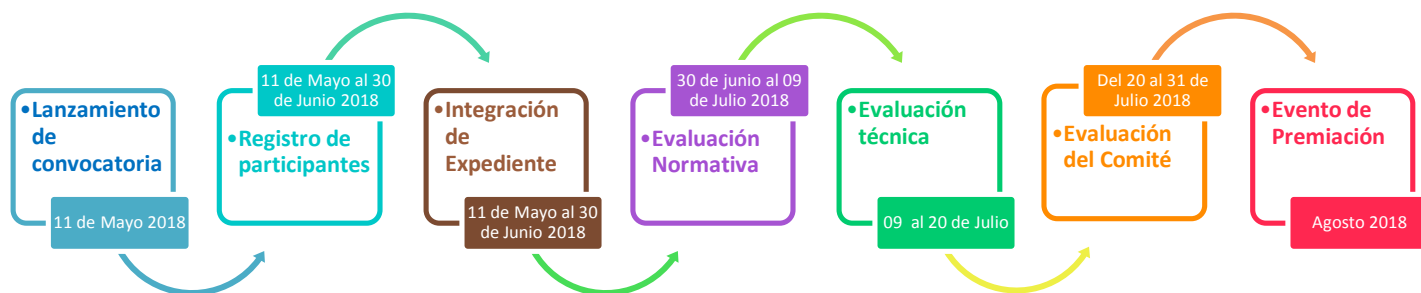 •Lanzamiento
de
convocatoria
11 de Mayo 2018
11 de Mayo al 30
de Junio 2018
•Registro de
participantes
•Integración
de
Expediente
11 de Mayo al 30
de Junio 2018
30 de junio al 09
de Julio 2018
•Evaluación
Normativa
•Evaluación
técnica
09 al 20 de Julio
Del 20 al 31 de
Julio 2018
•Evaluación
del Comité
•Evento de
Premiación
Agosto 2018